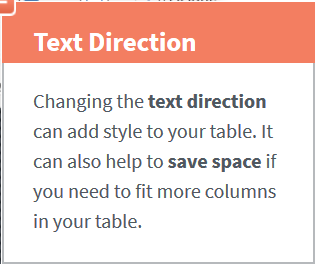 Text Direction
Changing the text direction
can add style to your table. It
can also help to save space if
you need to fit more columns
in your table.